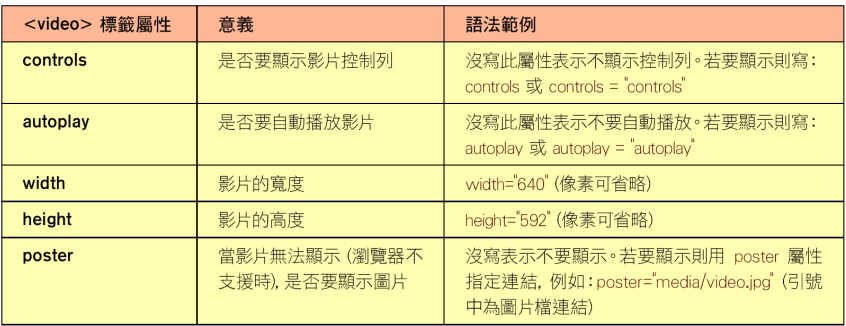 <video> 標籤屬性 意義 語法範例
controls 是否要顯示影片控制列 沒寫此屬性表示不顯示控制列。若要顯示則寫：
controls 或 controls = "controls"
autoplay 是否要自動播放影片 沒寫此屬性表示不要自動播放。若要顯示則寫：
autoplay 或 autoplay = "autoplay"
width 影片的寬度 width="640" (像素可省略)
height 影片的高度 height="592" (像素可省略)
poster 當影片無法顯示 (瀏覽器不 沒寫表示不要顯示。若要顯示則用 poster 屬性
支援時), 是否要顯示圖片 指定連結, 例如：poster="media/video.jpg" (引號
中為圖片檔連結)